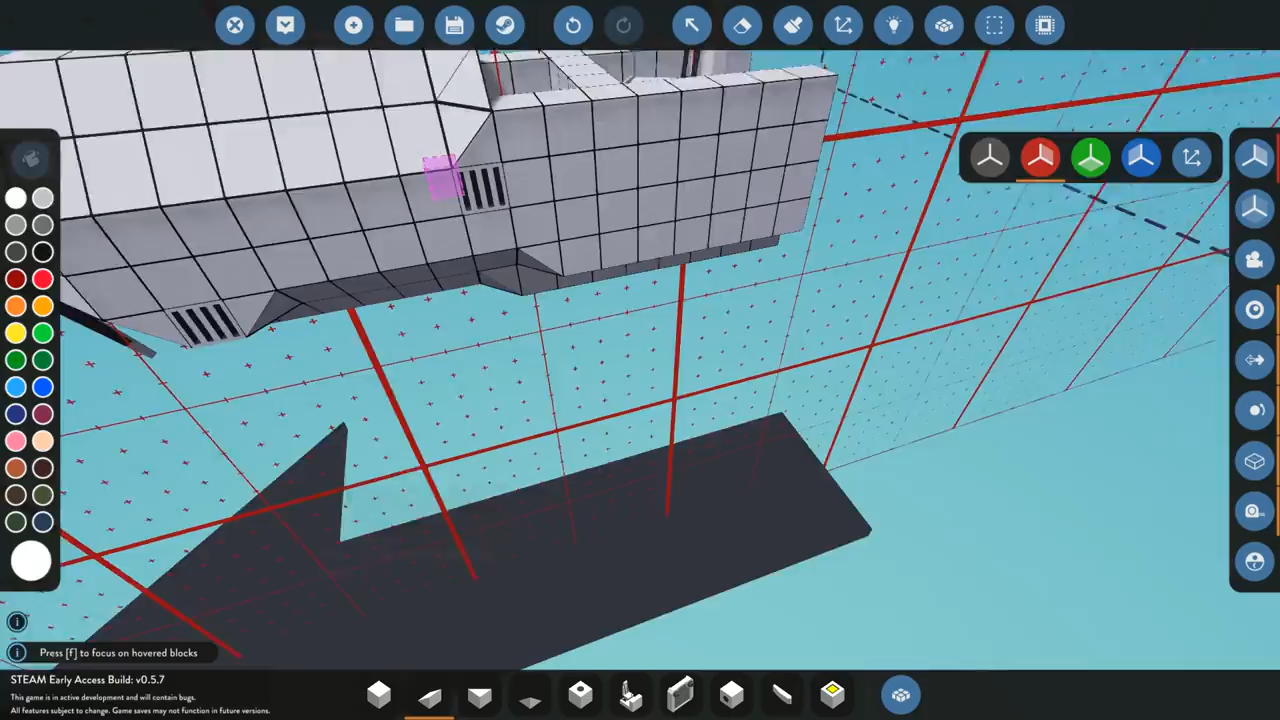 Press [f] to focus on hovered blocks
STEAM Early Access Build: v0.5.7
This game is in active development and will contain bugs.
All features subject to change. Game saves may not function in future versions.